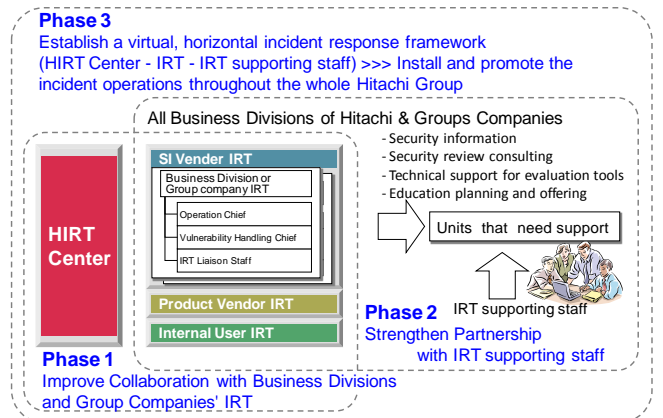 Phase 3
Establish a virtual, horizontal incident response framework
(HIRT Center - IRT - IRT supporting staff) >>> Install and promote the
incident operations throughout the whole Hitachi Group
All Business Divisions of Hitachi & Groups Companies
- Security information
- Security review consulting
- Technical support for evaluation tools
- Education planning and offering
HIRT
Center
SI Vender IRT
Business Division or
Group company IRT
Operation Chief
Vulnerability Handling Chief
IRT Liaison Staff
Product Vendor IRT
Internal User IRT
Units that need support
IRT supporting staff
Phase 2
Strengthen Partnership
with IRT supporting staff
Phase 1
Improve Collaboration with Business Divisions
and Group Companies' IRT